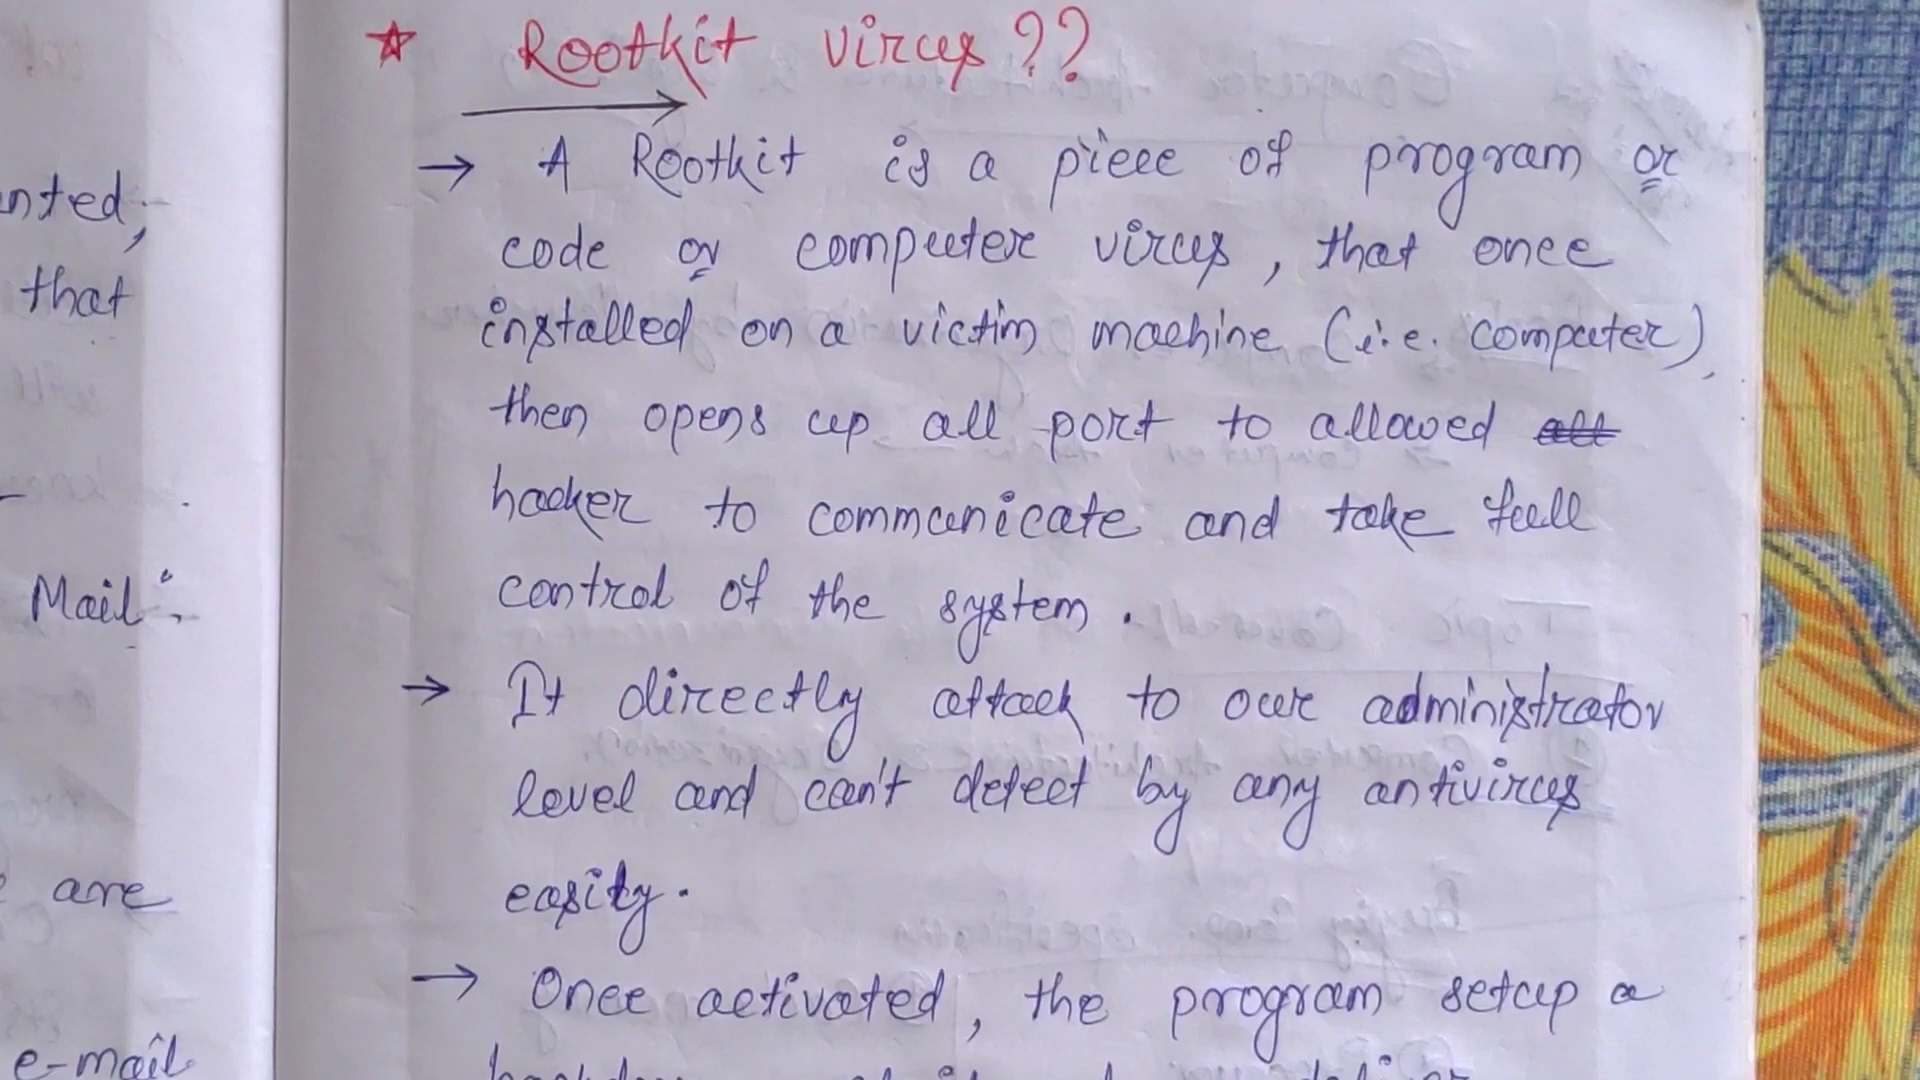 nted,
that
Mail:
are
e-mail
☆ Rootkit virus??
→ A Rootkit is a piece of program or
code or computer virus, that once
installed on a victim machine (i.e. computer),
then opens up all port to allowed all
hacker to communicate and take full
control of the system.
→ It directly attack to our administrator
level and can't detect by any antivirus
easity.
→ Once activated, the program setup a